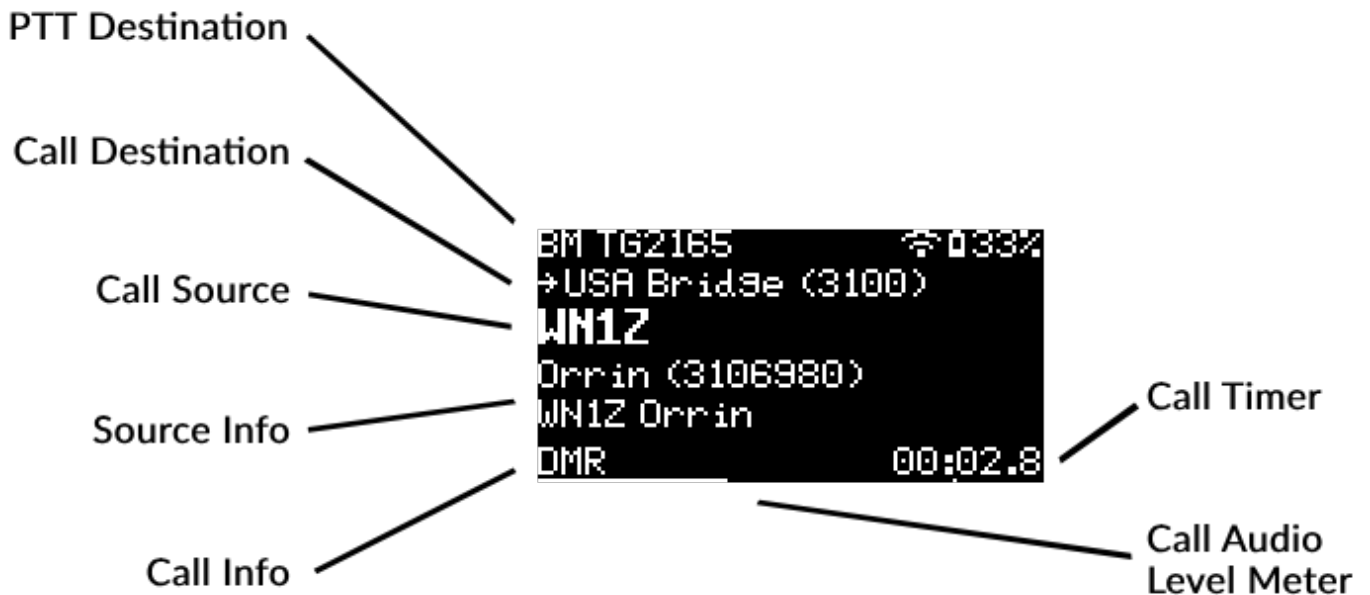 PTT Destination
Call Destination
Call Source
Source Info
Call Info
BM TG2165 33%
→USA Bridge (3100)
WN1Z
Orrin (3106980)
WN1Z Orrin
DMR 00:02.8
Call Timer
Call Audio
Level Meter